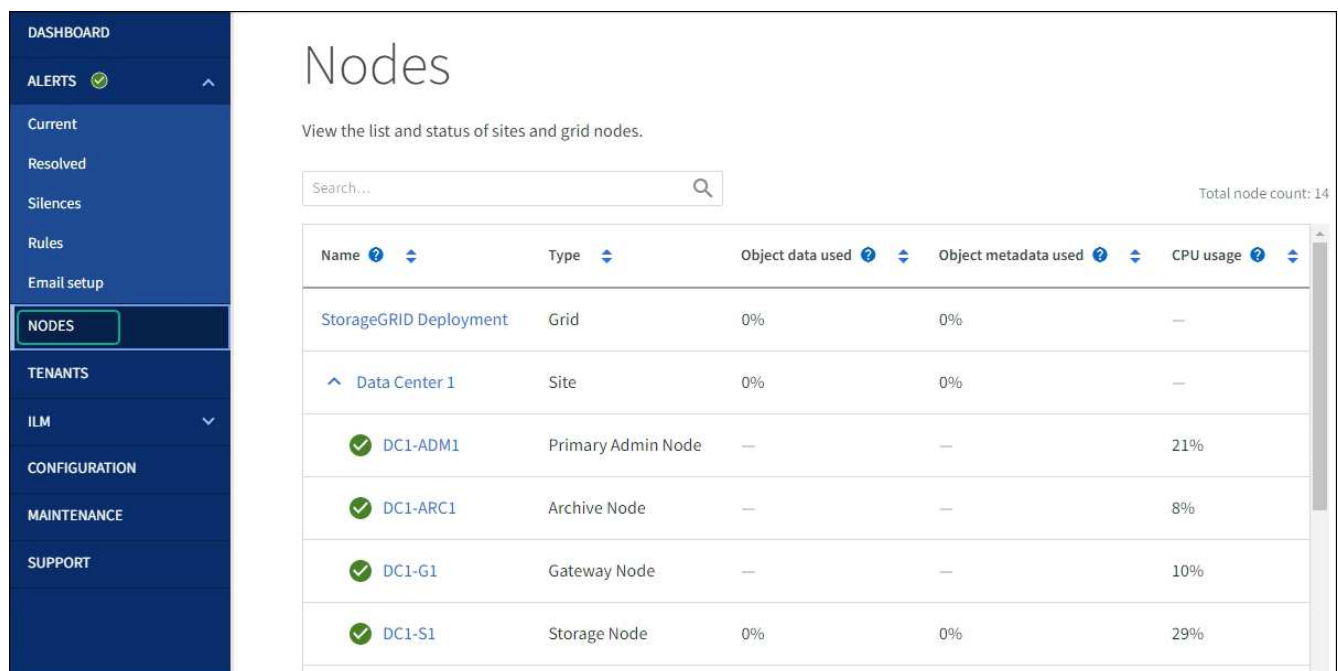 DASHBOARD
ALERTS
Current
Resolved
Silences
Rules
Email setup
NODES
TENANTS
ILM
CONFIGURATION
MAINTENANCE
SUPPORT
Nodes
View the list and status of sites and grid nodes.
Search...
Total node count: 14
Name ? Type Object data used ? Object metadata used ? CPU usage ?
StorageGRID Deployment Grid 0% 0% —
Data Center 1 Site 0% 0% —
DC1-ADM1 Primary Admin Node — — 21%
DC1-ARC1 Archive Node — — 8%
DC1-G1 Gateway Node — — 10%
DC1-S1 Storage Node 0% 0% 29%